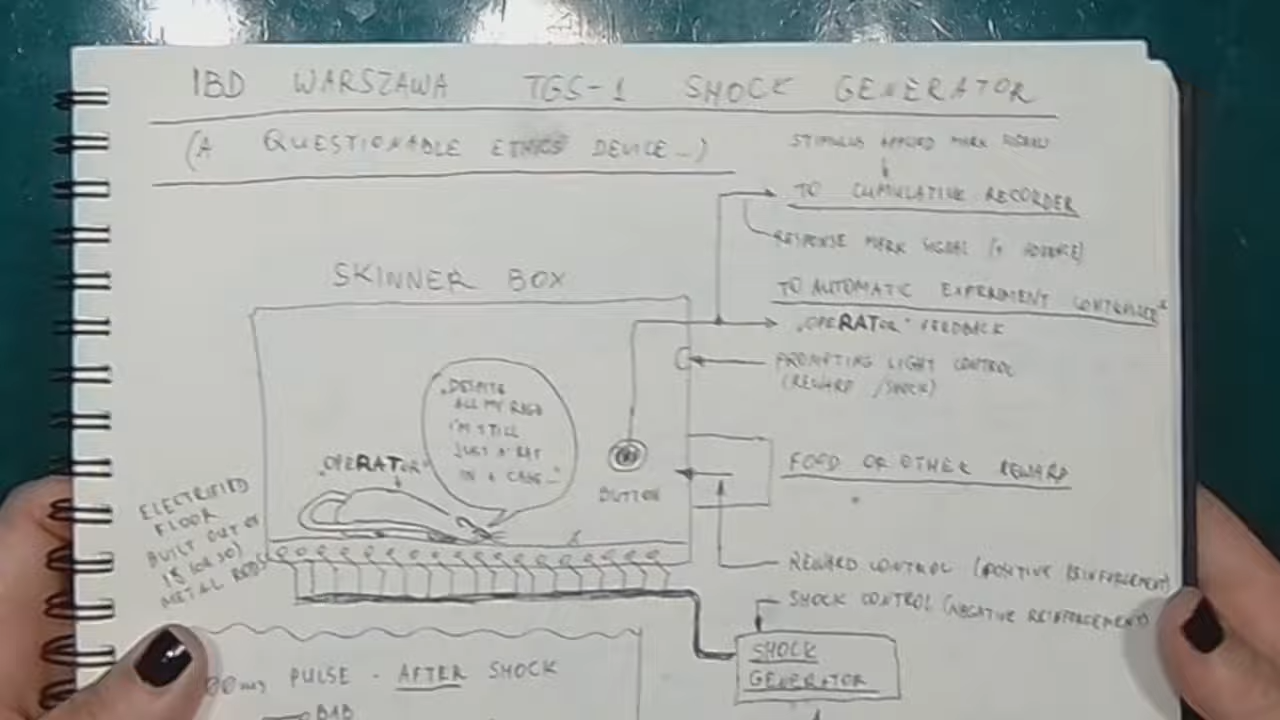 IBD WARSZAWA TGS-1 SHOCK GENERATOR
(A QUESTIONABLE ETHICS DEVICE...)
STIMULUS APPLIED MARK SIGNAL
TO CUMULATIVE RECORDER
RESPONSE MARK SIGNAL (+ ADVANCE)
SKINNER BOX
TO AUTOMATIC EXPERIMENT CONTROLLER*
„OPERATOR" FEEDBACK
PROMPTING LIGHT CONTROL
(REWARD / SHOCK)
„DESPITE
ALL MY RAGE
I'M STILL
JUST A RAT
IN A CAGE..."
„OPERATOR"
BUTTON
FOOD OR OTHER REWARD
ELECTRIFIED
FLOOR
BUILT OUT OF
METAL RODS
REWARD CONTROL (POSITIVE REINFORCEMENT)
SHOCK CONTROL (NEGATIVE REINFORCEMENT)
SHOCK
GENERATOR
PULSE - AFTER SHOCK